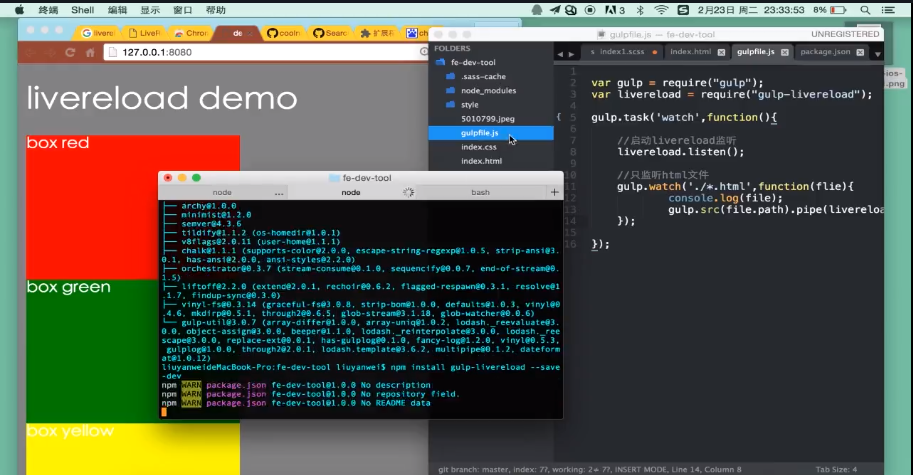 终端 Shell 编辑 显示 窗口 帮助
3 2月23日 周二 23:33:53 8%
Chron de Searc 扩展和
127.0.0.1:8080
livereload demo
box red
box green
box yellow
gulpfile.js — fe-dev-tool UNREGISTERED
FOLDERS
fe-dev-tool
.sass-cache
node_modules
style
5010799.jpeg
gulpfile.js
index.css
index.html
index1.scss index.html gulpfile.js package.json
1
2 var gulp = require("gulp");
3 var livereload = require("gulp-livereload");
4
5 gulp.task('watch',function(){
6
7 //启动livereload监听
8 livereload.listen();
9
10 //只监听html文件
11 gulp.watch('./*.html',function(flie){
12 console.log(file);
13 gulp.src(file.path).pipe(livereloa
14 });
15
16 });
fe-dev-tool
node ... node bash +
├── archy@1.0.0
├── minimist@1.2.0
├── semver@4.3.6
├── tildify@1.1.2 (os-homedir@1.0.1)
├── v8flags@2.0.11 (user-home@1.1.1)
├── chalk@1.1.1 (supports-color@2.0.0, escape-string-regexp@1.0.5, strip-ansi@3.
0.1, has-ansi@2.0.0, ansi-styles@2.2.0)
├── orchestrator@0.3.7 (stream-consume@0.1.0, sequencify@0.0.7, end-of-stream@0.
1.5)
├── liftoff@2.2.0 (extend@2.0.1, rechoir@0.6.2, flagged-respawn@0.3.1, resolve@1
.1.7, findup-sync@0.3.0)
├── vinyl-fs@0.3.14 (graceful-fs@3.0.8, strip-bom@1.0.0, defaults@1.0.3, vinyl@0
.4.6, mkdirp@0.5.1, through2@0.6.5, glob-stream@3.1.18, glob-watcher@0.0.6)
└── gulp-util@3.0.7 (array-differ@1.0.0, array-uniq@1.0.2, lodash._reevaluate@3.
0.0, object-assign@3.0.0, beeper@1.1.0, lodash._reinterpolate@3.0.0, lodash._ree
scape@3.0.0, replace-ext@0.0.1, has-gulplog@0.1.0, fancy-log@1.2.0, vinyl@0.5.3,
gulplog@1.0.0, through2@2.0.1, lodash.template@3.6.2, multipipe@0.1.2, dateform
at@1.0.12)
liuyanweideMacBook-Pro:fe-dev-tool liuyanwei$ npm install gulp-livereload --save
-dev
npm WARN package.json fe-dev-tool@1.0.0 No description
npm WARN package.json fe-dev-tool@1.0.0 No repository field.
npm WARN package.json fe-dev-tool@1.0.0 No README data
git branch: master, index: 7?, working: 2≠ 7?, INSERT MODE, Line 14, Column 8 Tab Size: 4